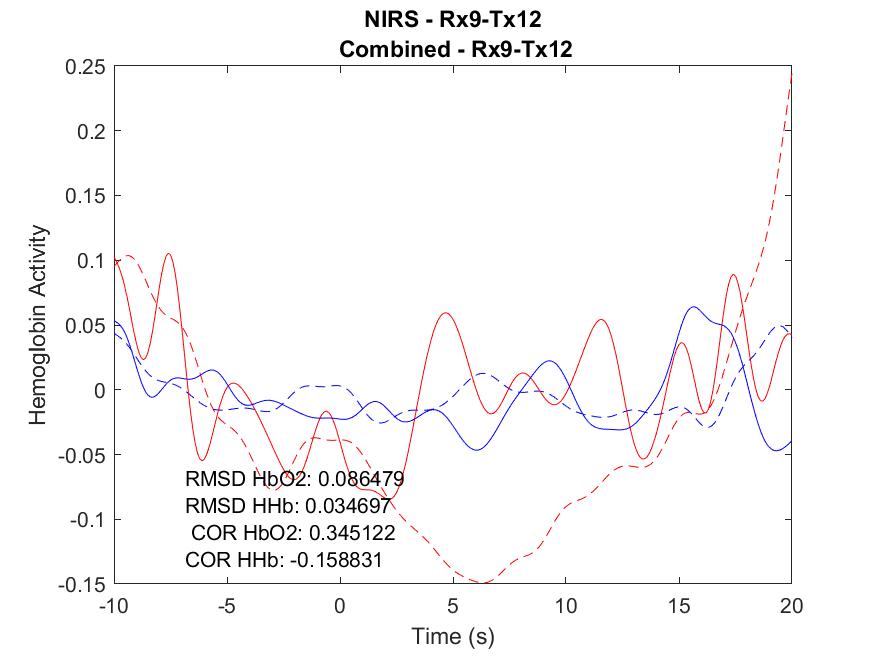 NIRS - Rx9-Tx12
Combined - Rx9-Tx12
0.25
0.2
0.15
0.1
0.05
0
-0.05
-0.1
-0.15
Hemoglobin Activity
RMSD HbO2: 0.086479
RMSD HHb: 0.034697
COR HbO2: 0.345122
COR HHb: -0.158831
-10 -5 0 5 10 15 20
Time (s)